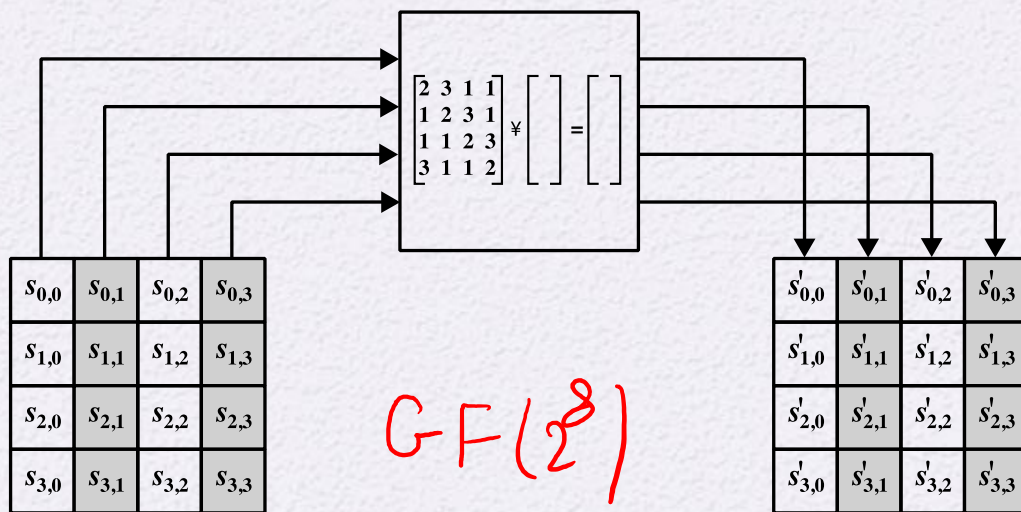 2 3 1 1
1 2 3 1
1 1 2 3
3 1 1 2
¥ =
s0,0 s0,1 s0,2 s0,3
s1,0 s1,1 s1,2 s1,3
s2,0 s2,1 s2,2 s2,3
s3,0 s3,1 s3,2 s3,3
s'0,0 s'0,1 s'0,2 s'0,3
s'1,0 s'1,1 s'1,2 s'1,3
s'2,0 s'2,1 s'2,2 s'2,3
s'3,0 s'3,1 s'3,2 s'3,3
GF(2^8)